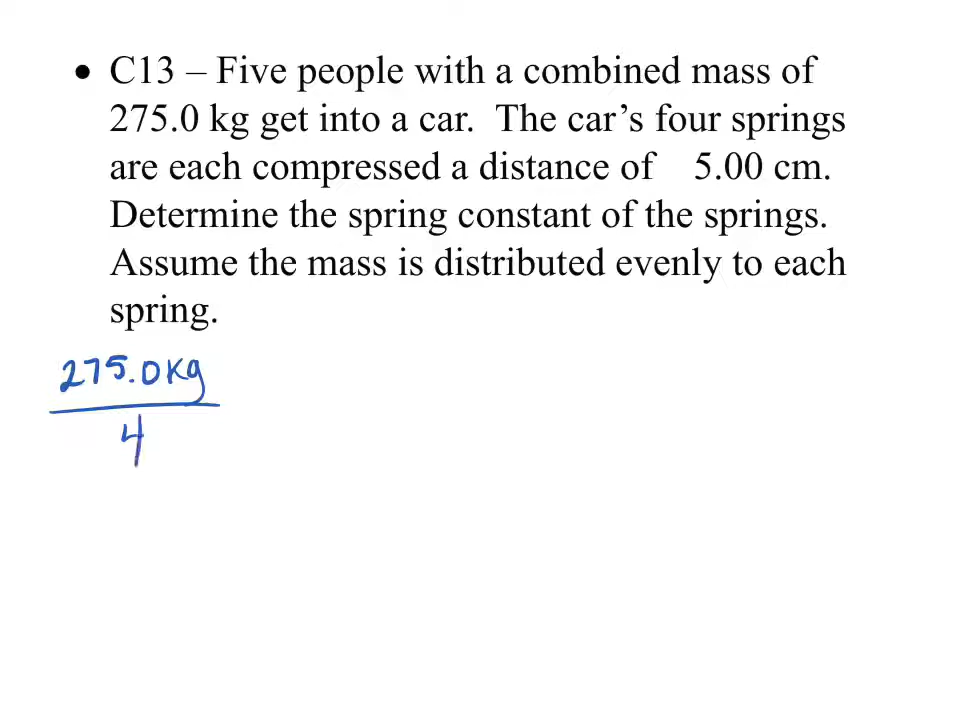 • C13 – Five people with a combined mass of
275.0 kg get into a car. The car’s four springs
are each compressed a distance of 5.00 cm.
Determine the spring constant of the springs.
Assume the mass is distributed evenly to each
spring.
275.0 kg
4